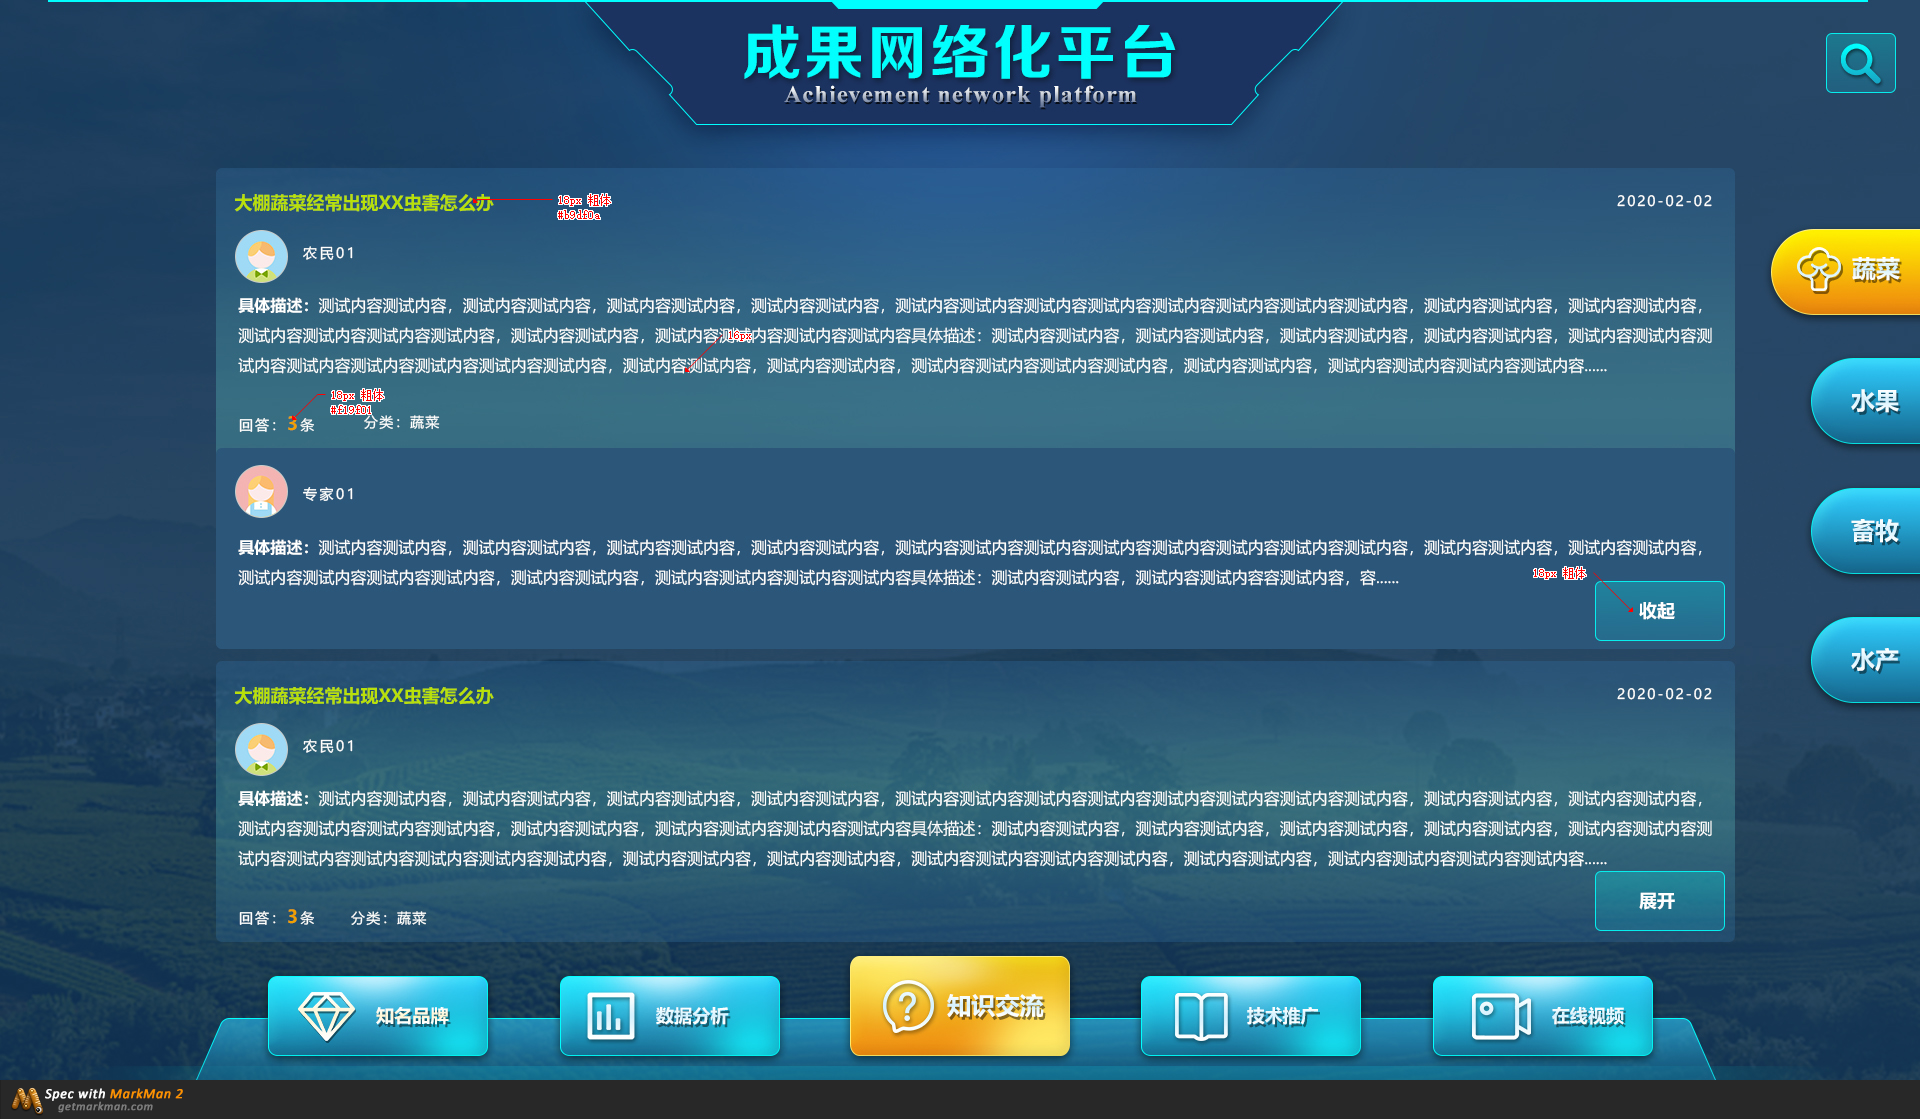 成果网络化平台
Achievement network platform
大棚蔬菜经常出现XX虫害怎么办
18px 粗体
#b9df0a
2020-02-02
农民01
具体描述：测试内容测试内容，测试内容测试内容，测试内容测试内容，测试内容测试内容，测试内容测试内容测试内容测试内容测试内容测试内容测试内容测试内容，测试内容测试内容，测试内容测试内容，
测试内容测试内容测试内容测试内容，测试内容测试内容，测试内容测试内容测试内容测试内容具体描述：测试内容测试内容，测试内容测试内容，测试内容测试内容，测试内容测试内容，测试内容测试内容测
试内容测试内容测试内容测试内容测试内容测试内容，测试内容测试内容，测试内容测试内容，测试内容测试内容测试内容测试内容，测试内容测试内容，测试内容测试内容测试内容测试内容......
16px
18px 粗体
#f19f01
回答：3条
分类：蔬菜
专家01
具体描述：测试内容测试内容，测试内容测试内容，测试内容测试内容，测试内容测试内容，测试内容测试内容测试内容测试内容测试内容测试内容测试内容测试内容，测试内容测试内容，测试内容测试内容，
测试内容测试内容测试内容测试内容，测试内容测试内容，测试内容测试内容测试内容测试内容具体描述：测试内容测试内容，测试内容测试内容容测试内容，容......
18px 粗体
收起
大棚蔬菜经常出现XX虫害怎么办
2020-02-02
农民01
具体描述：测试内容测试内容，测试内容测试内容，测试内容测试内容，测试内容测试内容，测试内容测试内容测试内容测试内容测试内容测试内容测试内容测试内容，测试内容测试内容，测试内容测试内容，
测试内容测试内容测试内容测试内容，测试内容测试内容，测试内容测试内容测试内容测试内容具体描述：测试内容测试内容，测试内容测试内容，测试内容测试内容，测试内容测试内容，测试内容测试内容测
试内容测试内容测试内容测试内容测试内容测试内容，测试内容测试内容，测试内容测试内容，测试内容测试内容测试内容测试内容，测试内容测试内容，测试内容测试内容测试内容测试内容......
回答：3条
分类：蔬菜
展开
蔬菜
水果
畜牧
水产
知名品牌
数据分析
知识交流
技术推广
在线视频
Spec with MarkMan 2
getmarkman.com